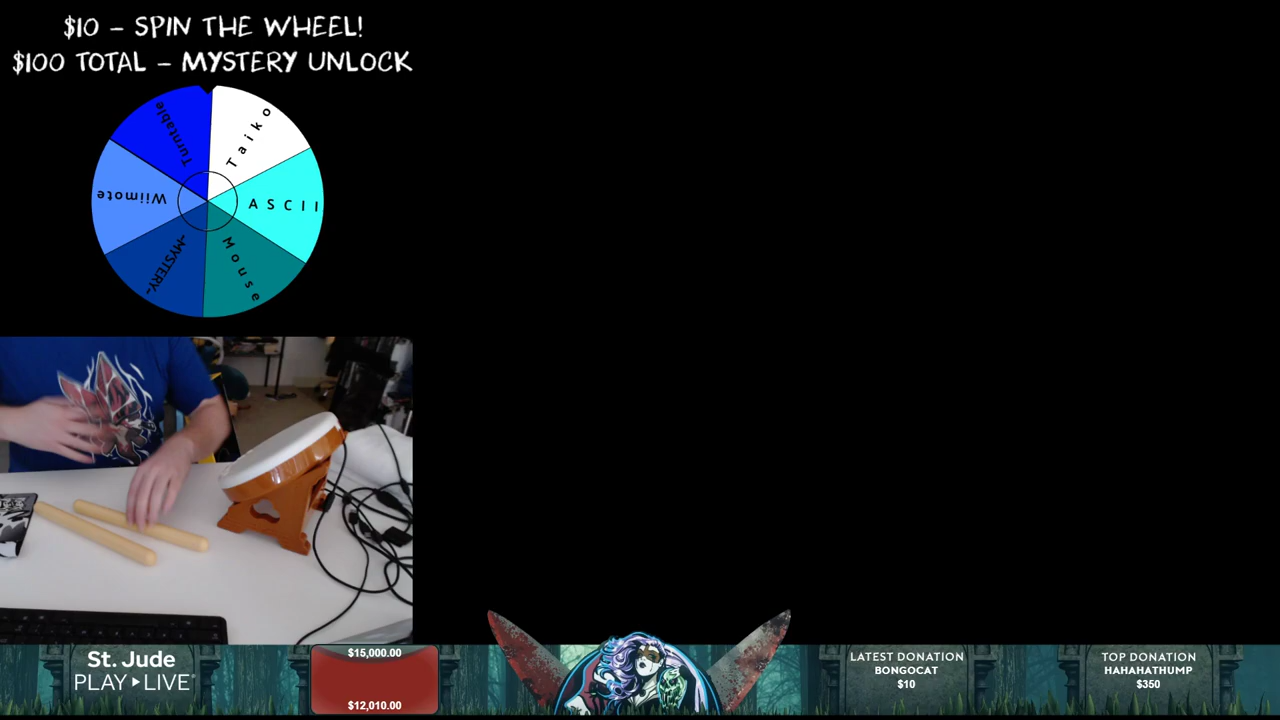 $10 – SPIN THE WHEEL!
$100 TOTAL – MYSTERY UNLOCK
Turntable
Taiko
Wiimote
ASCII
-MYSTERY-
Mouse
$15,000.00
St. Jude
PLAY LIVE
$12,010.00
LATEST DONATION
BONGOCAT
$10
TOP DONATION
HAHAHATHUMP
$350